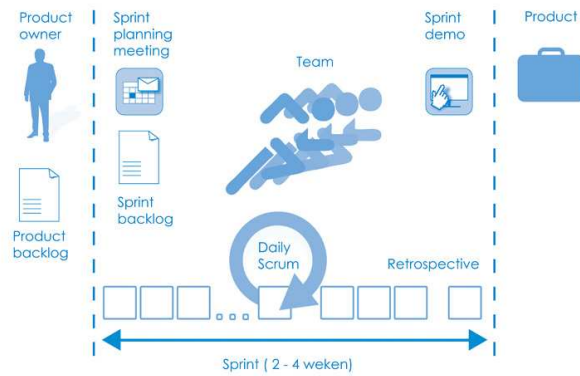 Product
owner
Sprint
planning
meeting
Team
Sprint
demo
Product
Sprint
backlog
Product
backlog
Daily
Scrum
Retrospective
Sprint ( 2 - 4 weken)